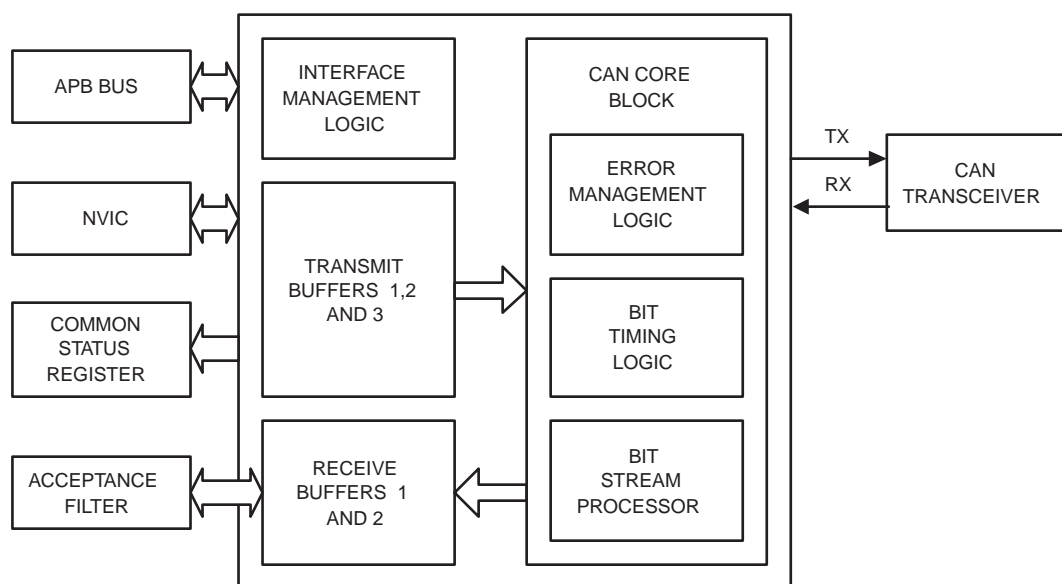 APB BUS
NVIC
COMMON
STATUS
REGISTER
ACCEPTANCE
FILTER
INTERFACE
MANAGEMENT
LOGIC
TRANSMIT
BUFFERS 1,2
AND 3
RECEIVE
BUFFERS 1
AND 2
CAN CORE
BLOCK
ERROR
MANAGEMENT
LOGIC
BIT
TIMING
LOGIC
BIT
STREAM
PROCESSOR
TX
RX
CAN
TRANSCEIVER